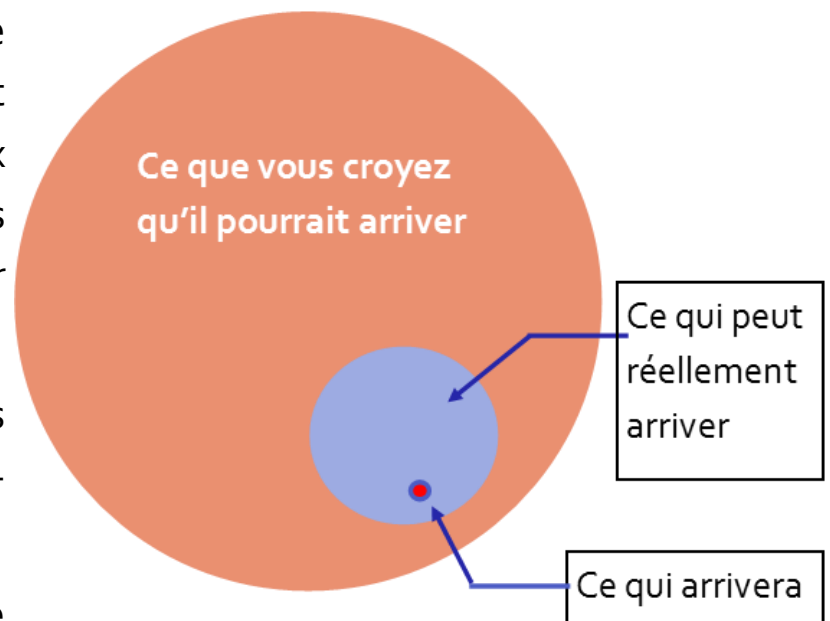 Ce que vous croyez
qu'il pourrait arriver
Ce qui peut
réellement
arriver
Ce qui arrivera